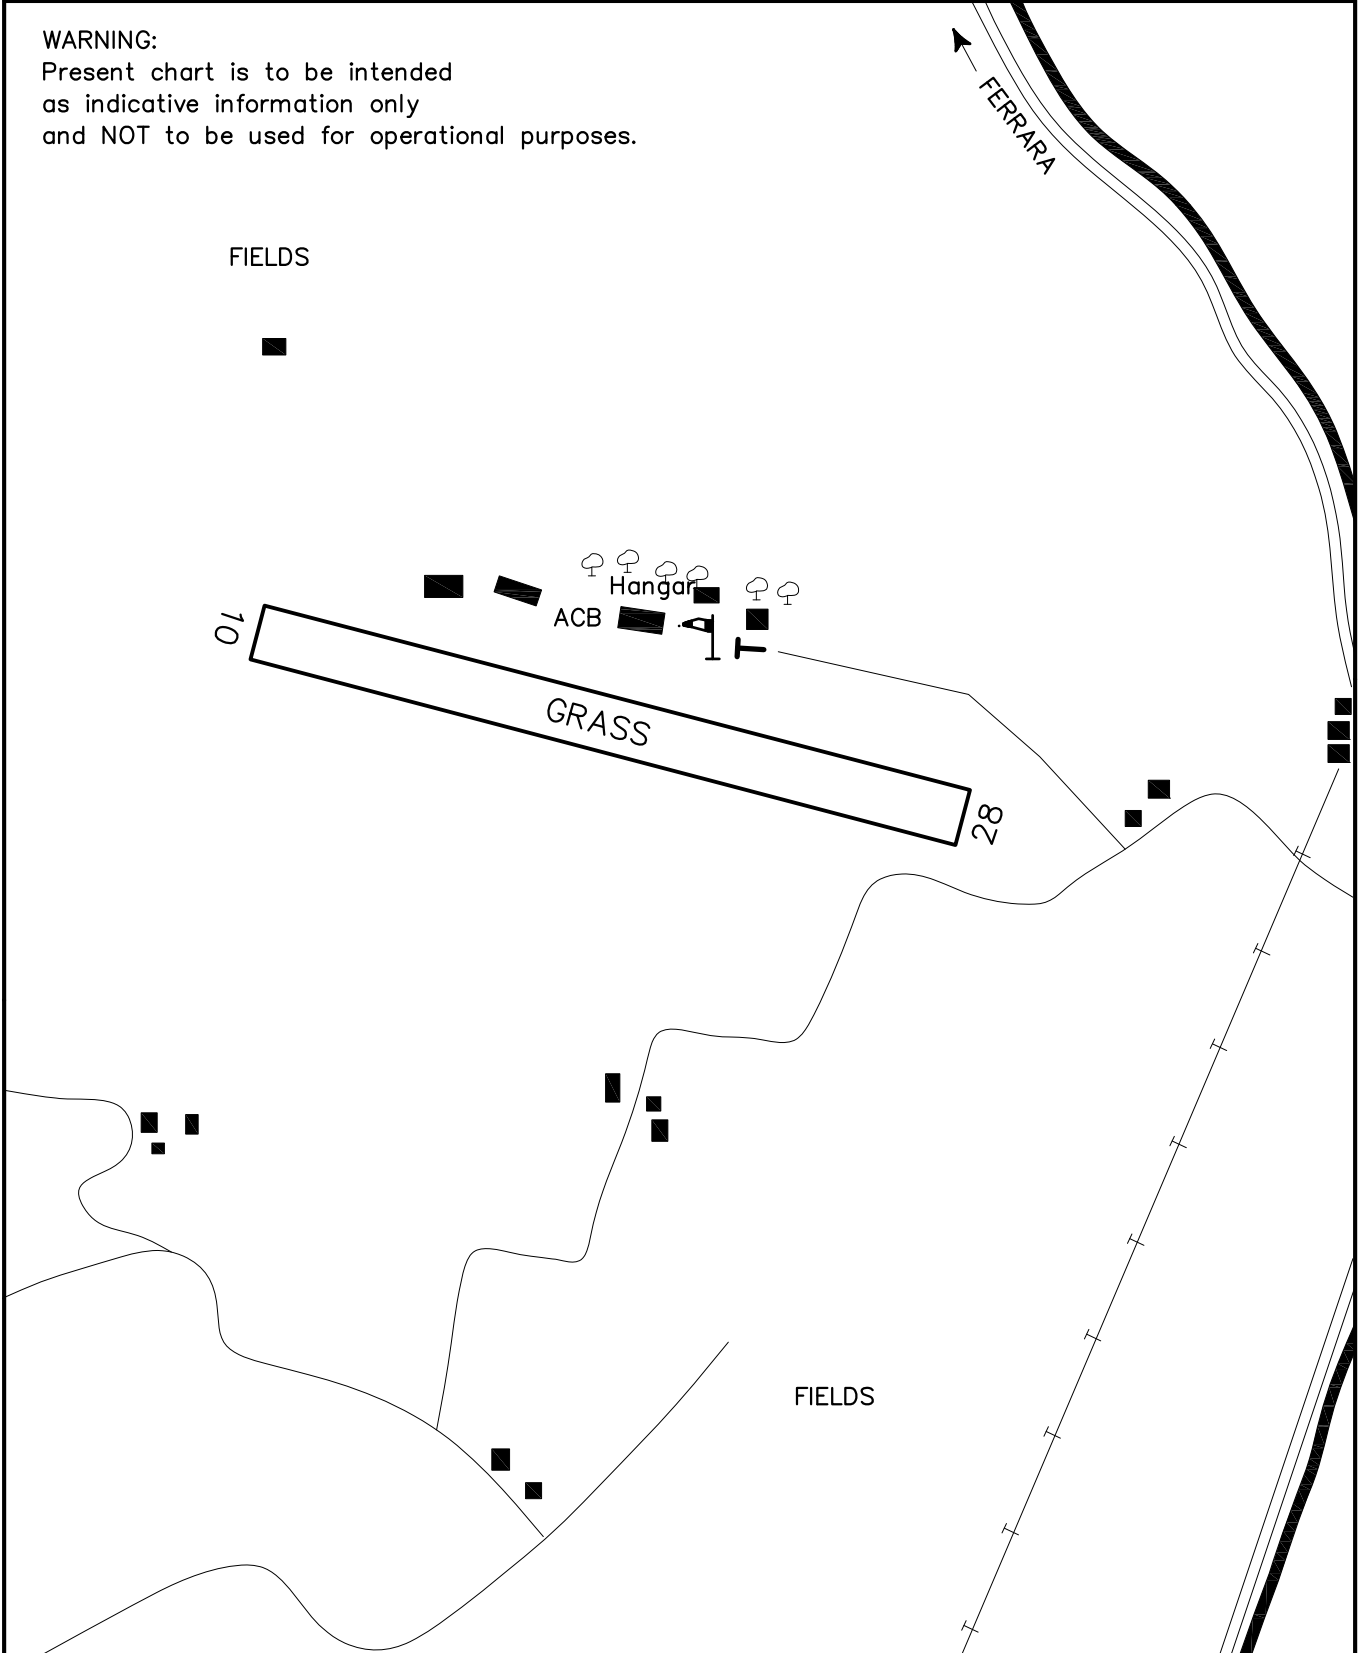 WARNING:
Present chart is to be intended
as indicative information only
and NOT to be used for operational purposes.
FERRARA
FIELDS
Hangar
ACB
10
GRASS
28
FIELDS